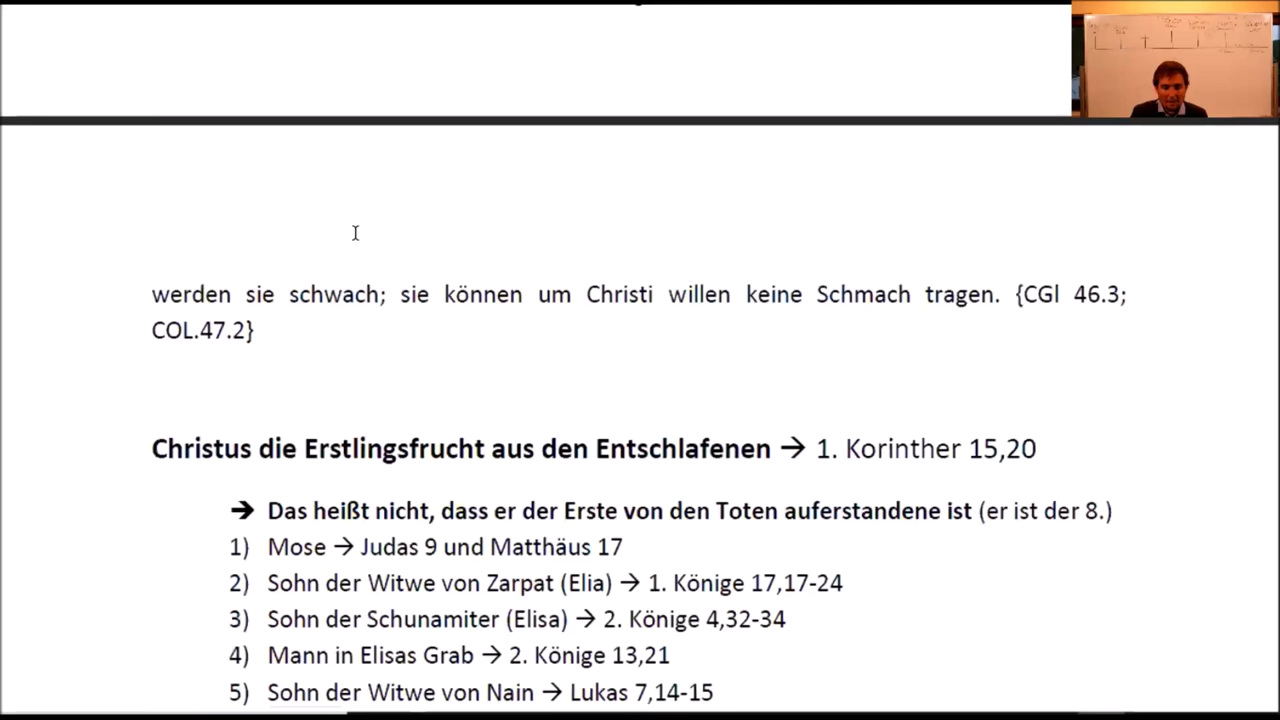 werden sie schwach; sie können um Christi willen keine Schmach tragen. {CGl 46.3;
COL.47.2}
Christus die Erstlingsfrucht aus den Entschlafenen → 1. Korinther 15,20
➔ Das heißt nicht, dass er der Erste von den Toten auferstandene ist (er ist der 8.)
1) Mose → Judas 9 und Matthäus 17
2) Sohn der Witwe von Zarpat (Elia) → 1. Könige 17,17-24
3) Sohn der Schunamiter (Elisa) → 2. Könige 4,32-34
4) Mann in Elisas Grab → 2. Könige 13,21
5) Sohn der Witwe von Nain → Lukas 7,14-15